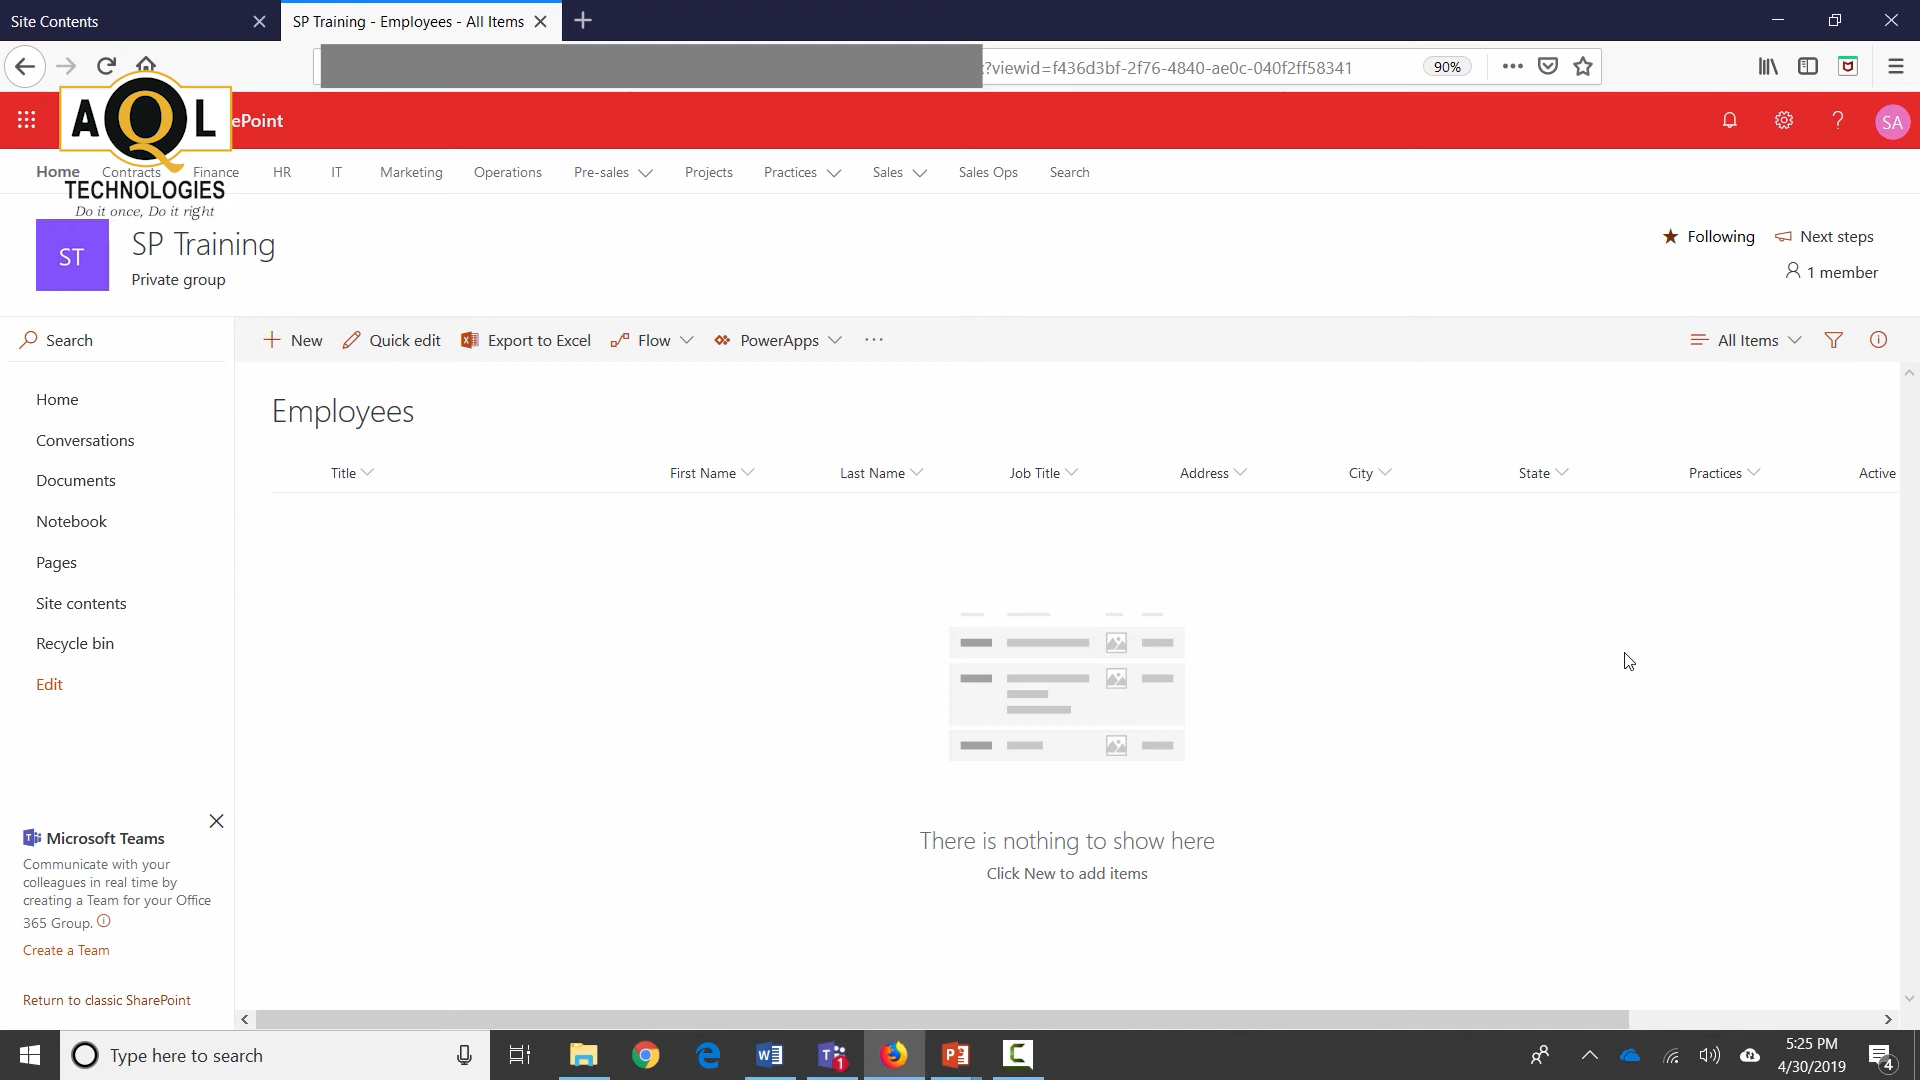 Site Contents
SP Training - Employees - All Items
:?viewid=f436d3bf-2f76-4840-ae0c-040f2ff58341
90%
AQL
TECHNOLOGIES
Do it once, Do it right
ePoint
SA
Home Contracts Finance HR IT Marketing Operations Pre-sales Projects Practices Sales Sales Ops Search
ST
SP Training
Private group
Following
Next steps
1 member
Search
New
Quick edit
Export to Excel
Flow
PowerApps
All Items
Home
Conversations
Documents
Notebook
Pages
Site contents
Recycle bin
Edit
Employees
Title First Name Last Name Job Title Address City State Practices Active
There is nothing to show here
Click New to add items
Microsoft Teams
Communicate with your
colleagues in real time by
creating a Team for your Office
365 Group.
Create a Team
Return to classic SharePoint
Type here to search
1
5:25 PM
4/30/2019
4